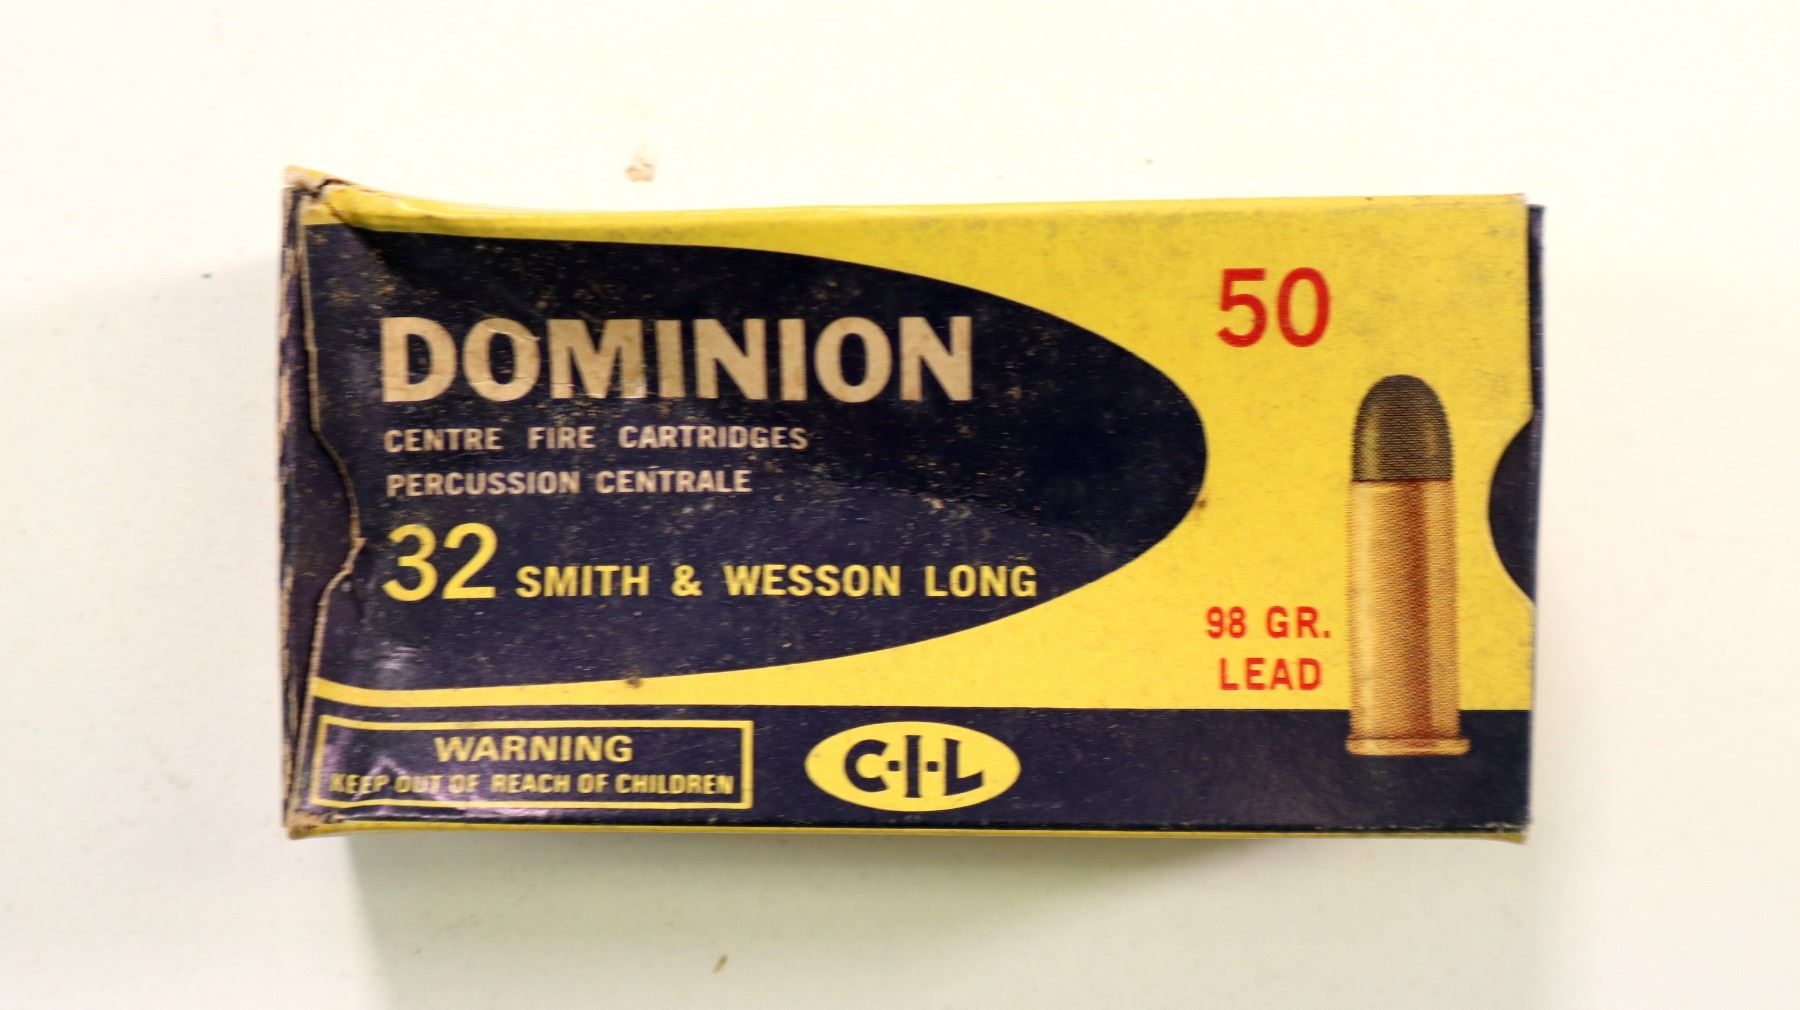 DOMINION
CENTRE FIRE CARTRIDGES
PERCUSSION CENTRALE
32 SMITH & WESSON LONG
50
98 GR.
LEAD
WARNING
KEEP OUT OF REACH OF CHILDREN
C-I-L